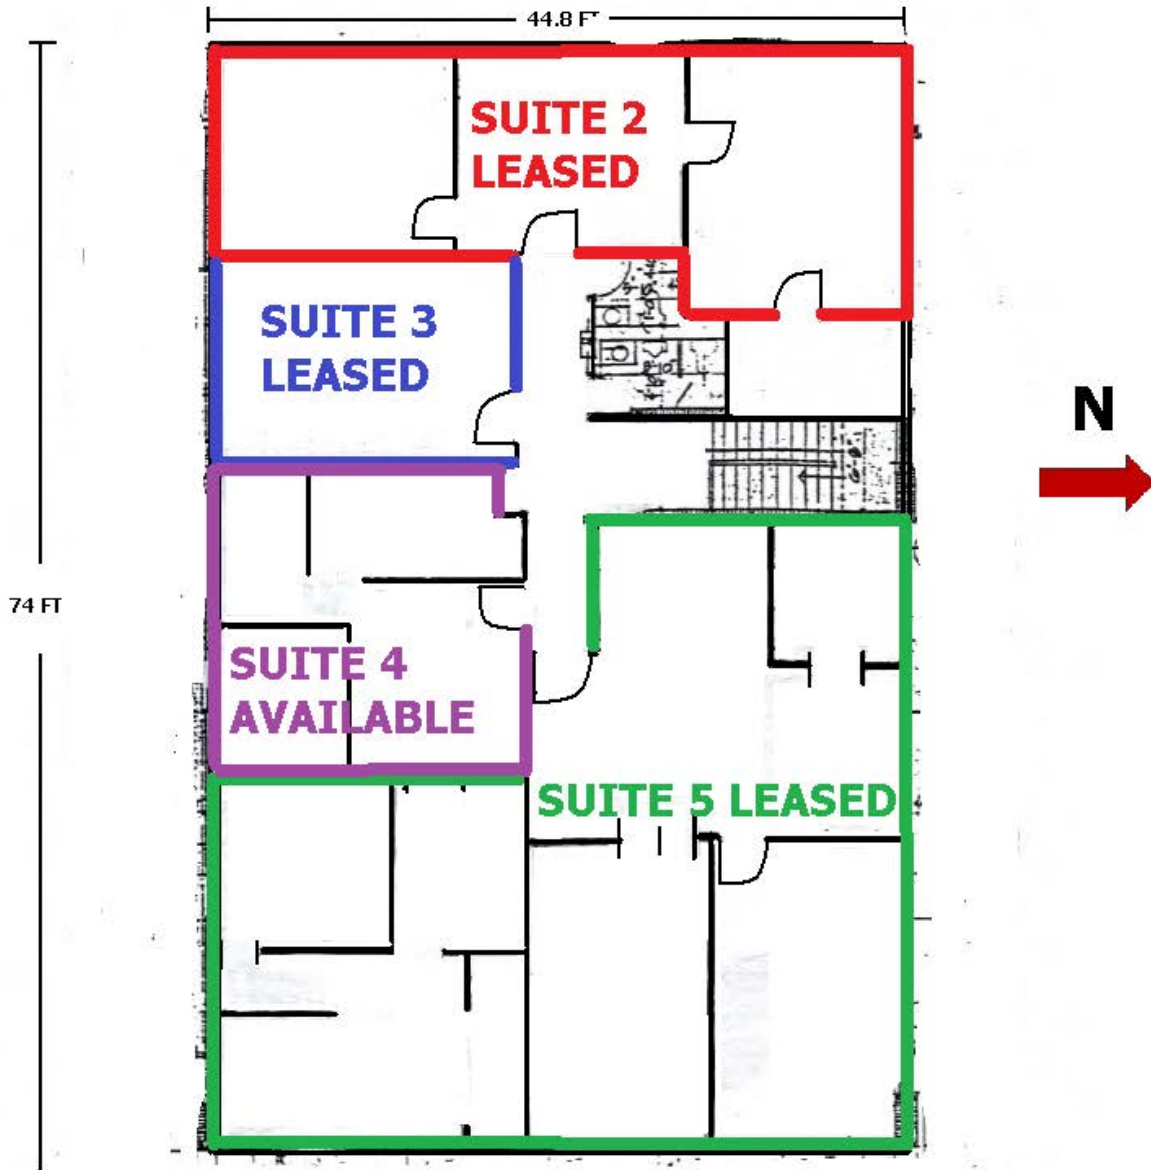 44.8 FT
SUITE 2
LEASED
SUITE 3
LEASED
N
74 FT
SUITE 4
AVAILABLE
SUITE 5 LEASED